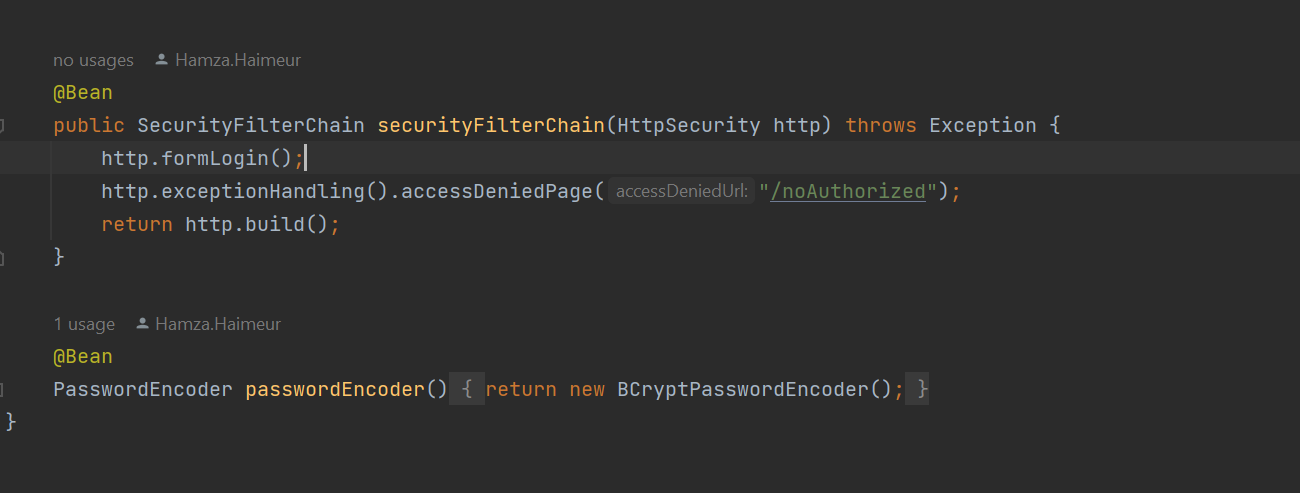 no usages Hamza.Haimeur
@Bean
public SecurityFilterChain securityFilterChain(HttpSecurity http) throws Exception {
http.formLogin();
http.exceptionHandling().accessDeniedPage( accessDeniedUrl: "/noAuthorized");
return http.build();
}
1 usage Hamza.Haimeur
@Bean
PasswordEncoder passwordEncoder() { return new BCryptPasswordEncoder(); }
}